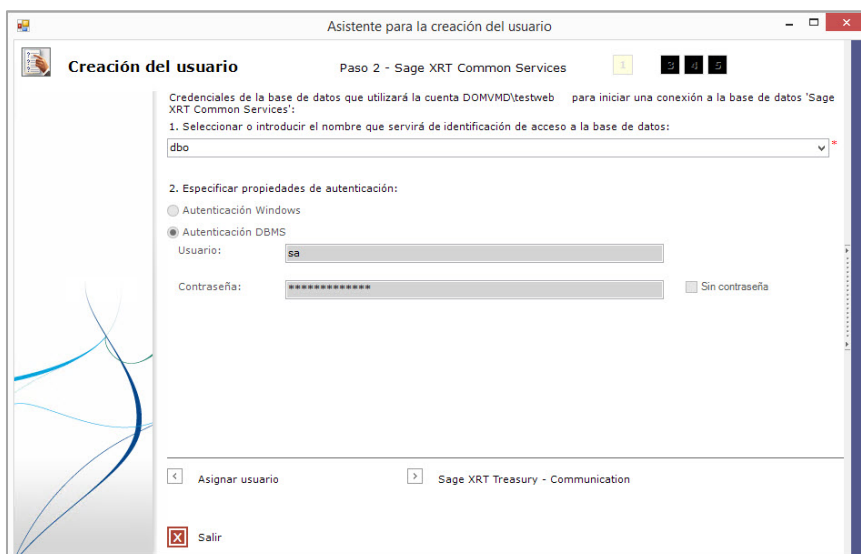 Asistente para la creación del usuario
Creación del usuario
Paso 2 - Sage XRT Common Services
1
3 4 5
Credenciales de la base de datos que utilizará la cuenta DOMVMD\testweb para iniciar una conexión a la base de datos 'Sage
XRT Common Services':
1. Seleccionar o introducir el nombre que servirá de identificación de acceso a la base de datos:
dbo
*
2. Especificar propiedades de autenticación:
Autenticación Windows
Autenticación DBMS
Usuario:
sa
Contraseña:
*************
Sin contraseña
< Asignar usuario
> Sage XRT Treasury - Communication
X Salir